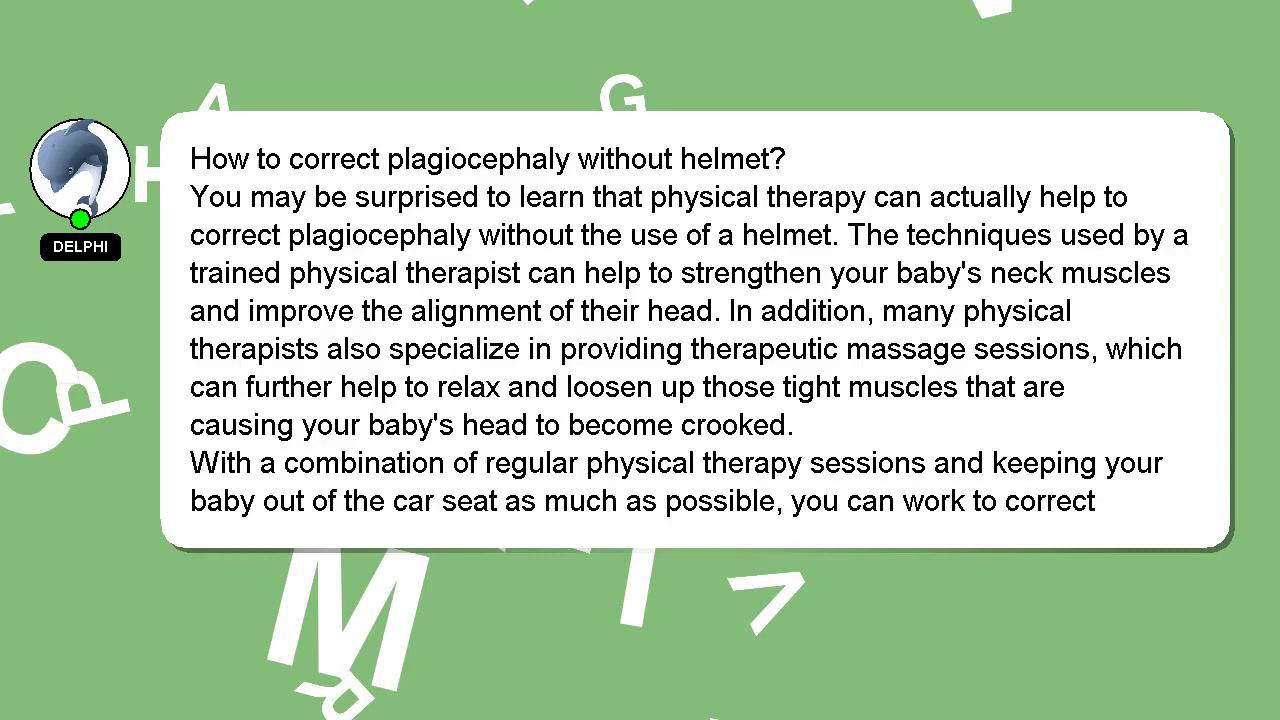 A
G
H
DELPHI
How to correct plagiocephaly without helmet?
You may be surprised to learn that physical therapy can actually help to
correct plagiocephaly without the use of a helmet. The techniques used by a
trained physical therapist can help to strengthen your baby's neck muscles
and improve the alignment of their head. In addition, many physical
therapists also specialize in providing therapeutic massage sessions, which
can further help to relax and loosen up those tight muscles that are
causing your baby's head to become crooked.
With a combination of regular physical therapy sessions and keeping your
baby out of the car seat as much as possible, you can work to correct
C
P
M
I
V
R